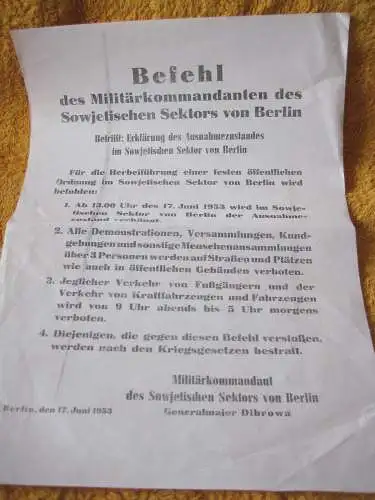 Befehl
des Militärkommandanten des
Sowjetischen Sektors von Berlin
Betrifft: Erklärung des Ausnahmezustandes
im Sowjetischen Sektor von Berlin
Für die Herbeiführung einer festen öffentlichen
Ordnung im Sowjetischen Sektor von Berlin wird
befohlen:
1. Ab 13.00 Uhr des 17. Juni 1953 wird im Sowje-
tischen Sektor von Berlin der Ausnahme-
zustand verhängt.
2. Alle Demonstrationen, Versammlungen, Kund-
gebungen und sonstige Menschenansammlungen
über 3 Personen werden auf Straßen und Plätzen
wie auch in öffentlichen Gebäuden verboten.
3. Jeglicher Verkehr von Fußgängern und der
Verkehr von Kraftfahrzeugen und Fahrzeugen
wird von 9 Uhr abends bis 5 Uhr morgens
verboten.
4. Diejenigen, die gegen diesen Befehl verstoßen,
werden nach den Kriegsgesetzen bestraft.
Militärkommandant
des Sowjetischen Sektors von Berlin
Generalmajor Dibrowa
Berlin, den 17. Juni 1953